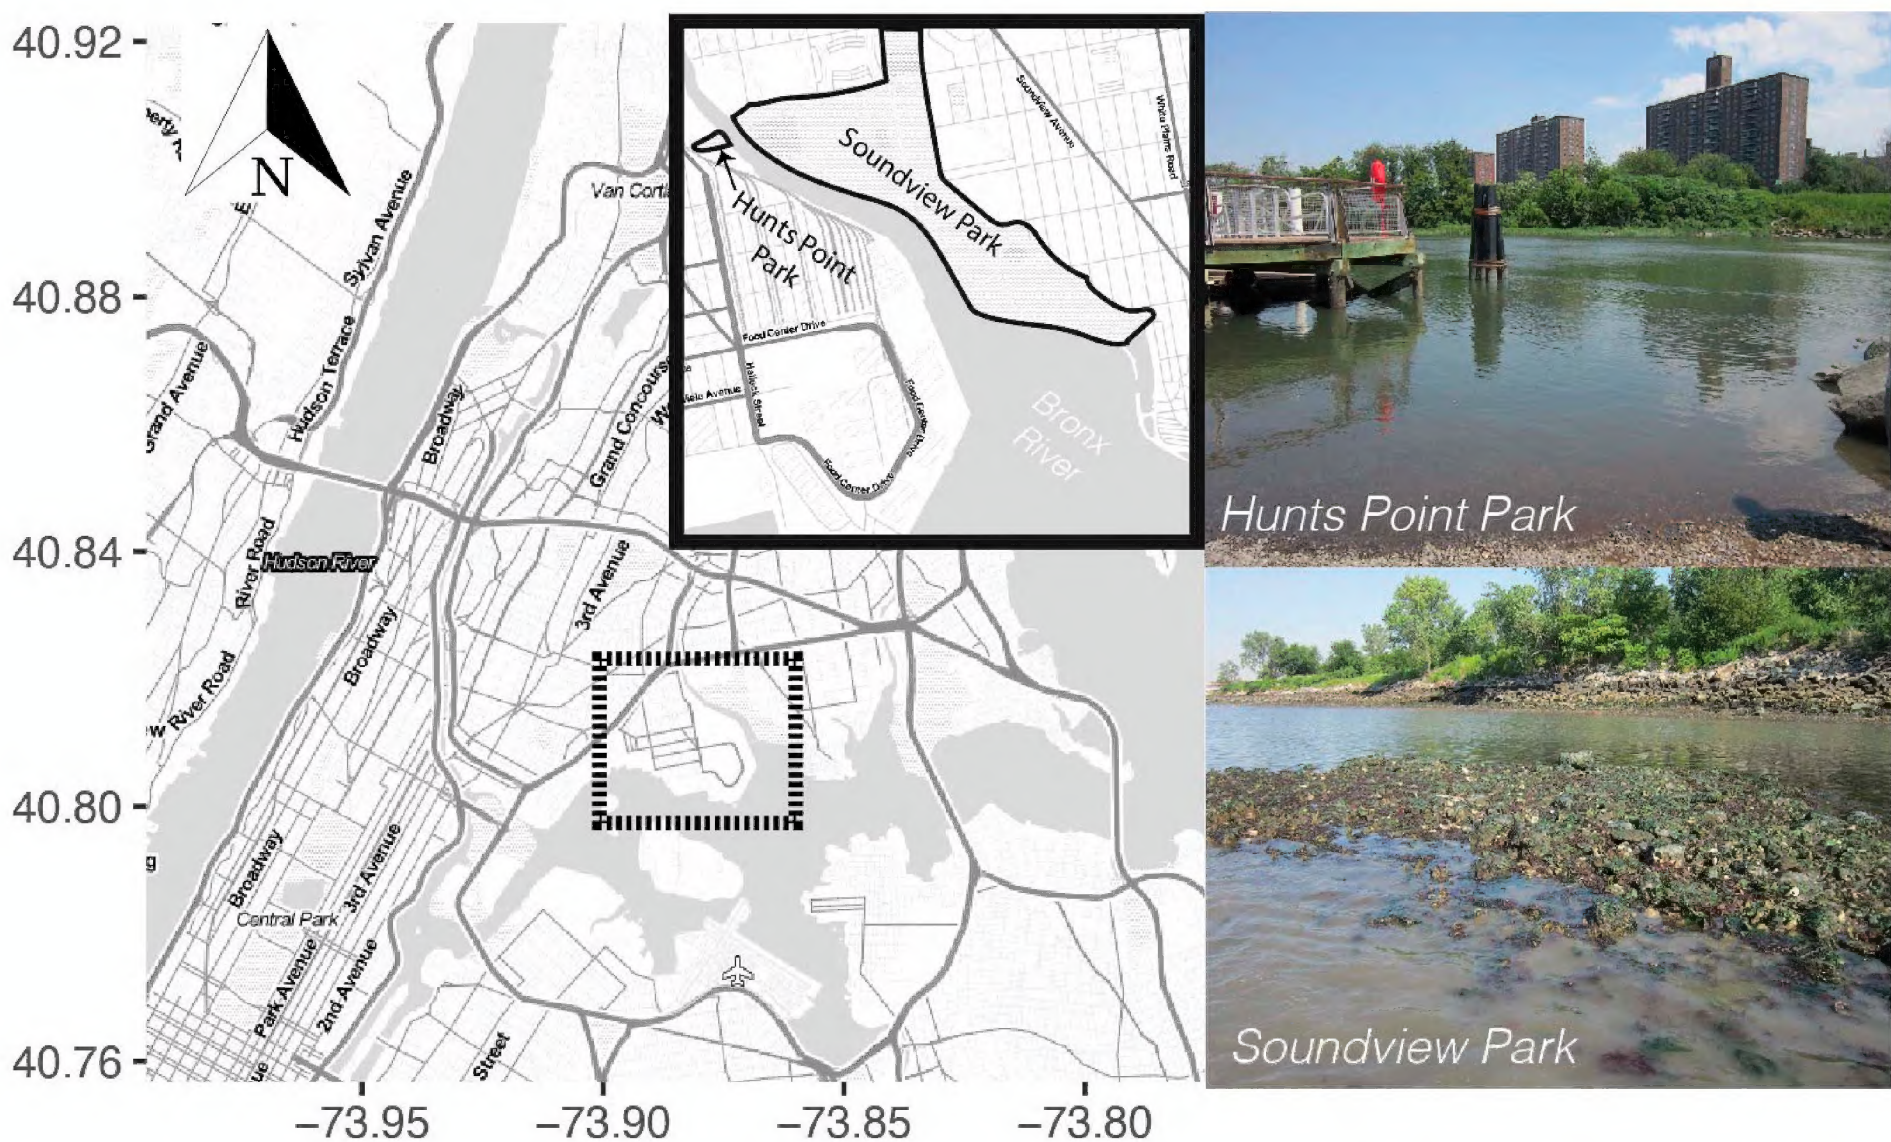 40.92
40.88
40.84
40.80
40.76
−73.95
−73.90
−73.85
−73.80
N
Sylvan Avenue
Hudson Terrace
Grand Avenue
River Road
Hudson River
River Road
Broadway
Broadway
Broadway
Grand Concourse
3rd Avenue
3rd Avenue
Central Park
Park Avenue
2nd Avenue
Street
Soundview Park
Hunts Point
Park
Soundview Avenue
White Plains Road
Food Center Drive
Halleck Street
Avenue
Food Center Drive
Food Center Drive
Bronx
River
Hunts Point Park
Soundview Park